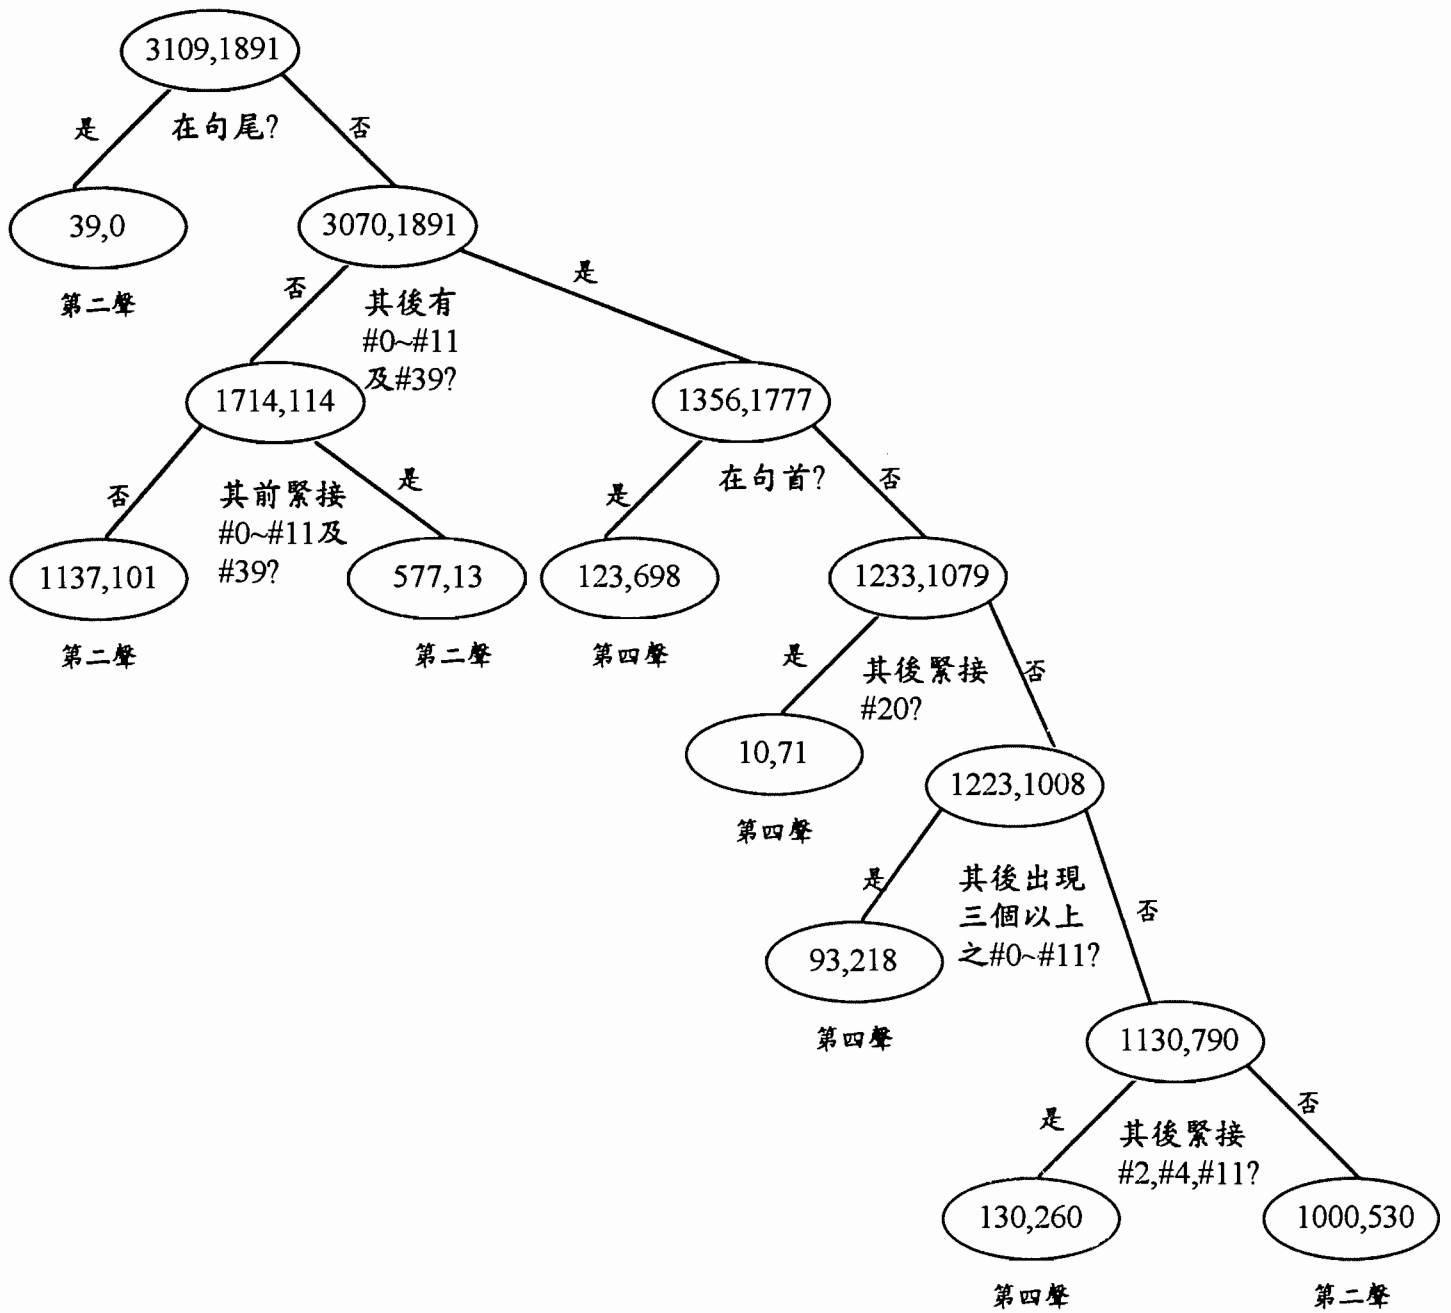 3109,1891
是
在句尾?
否
39,0
第二聲
3070,1891
否
其後有
#0~#11
及#39?
是
1714,114
1356,1777
否
其前緊接
#0~#11及
#39?
是
是
在句首?
否
1137,101
第二聲
577,13
第二聲
123,698
第四聲
1233,1079
是
其後緊接
#20?
否
10,71
第四聲
1223,1008
是
其後出現
三個以上
之#0~#11?
否
93,218
第四聲
1130,790
是
其後緊接
#2,#4,#11?
否
130,260
第四聲
1000,530
第二聲